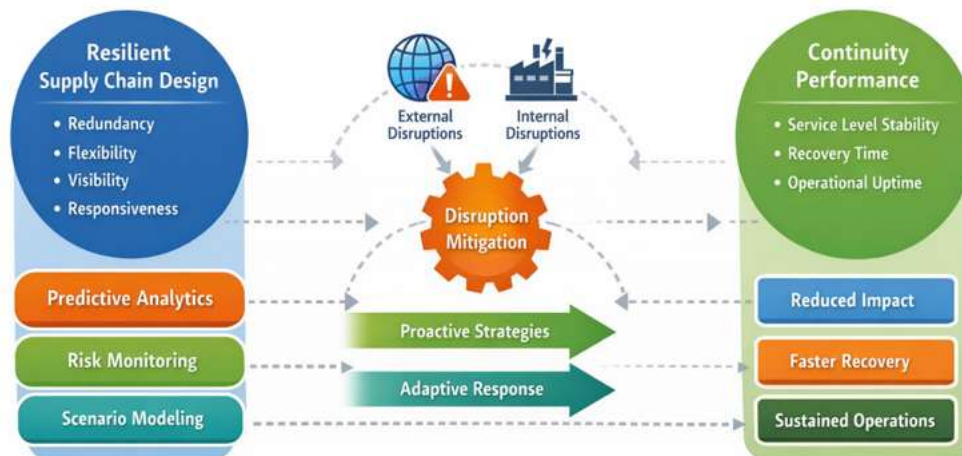 Resilient
Supply Chain Design
• Redundancy
• Flexibility
• Visibility
• Responsiveness
Predictive Analytics
Risk Monitoring
Scenario Modeling
External
Disruptions
Internal
Disruptions
Disruption
Mitigation
Proactive Strategies
Adaptive Response
Continuity
Performance
• Service Level Stability
• Recovery Time
• Operational Uptime
Reduced Impact
Faster Recovery
Sustained Operations